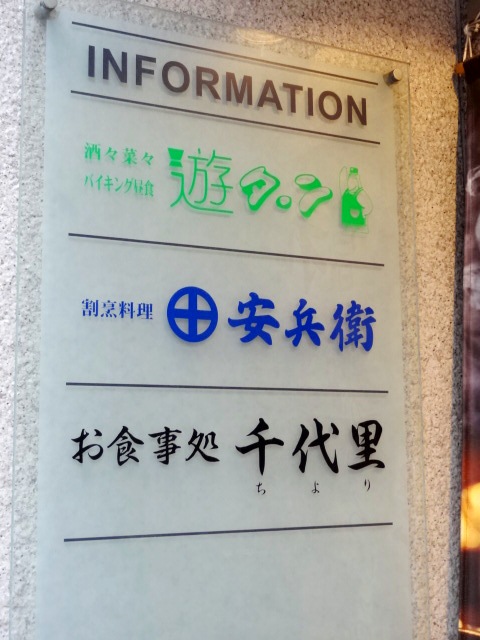 INFORMATION
酒々菜々
バイキング昼食
遊タン
割烹料理
安兵衛
お食事処 千代里
ちより